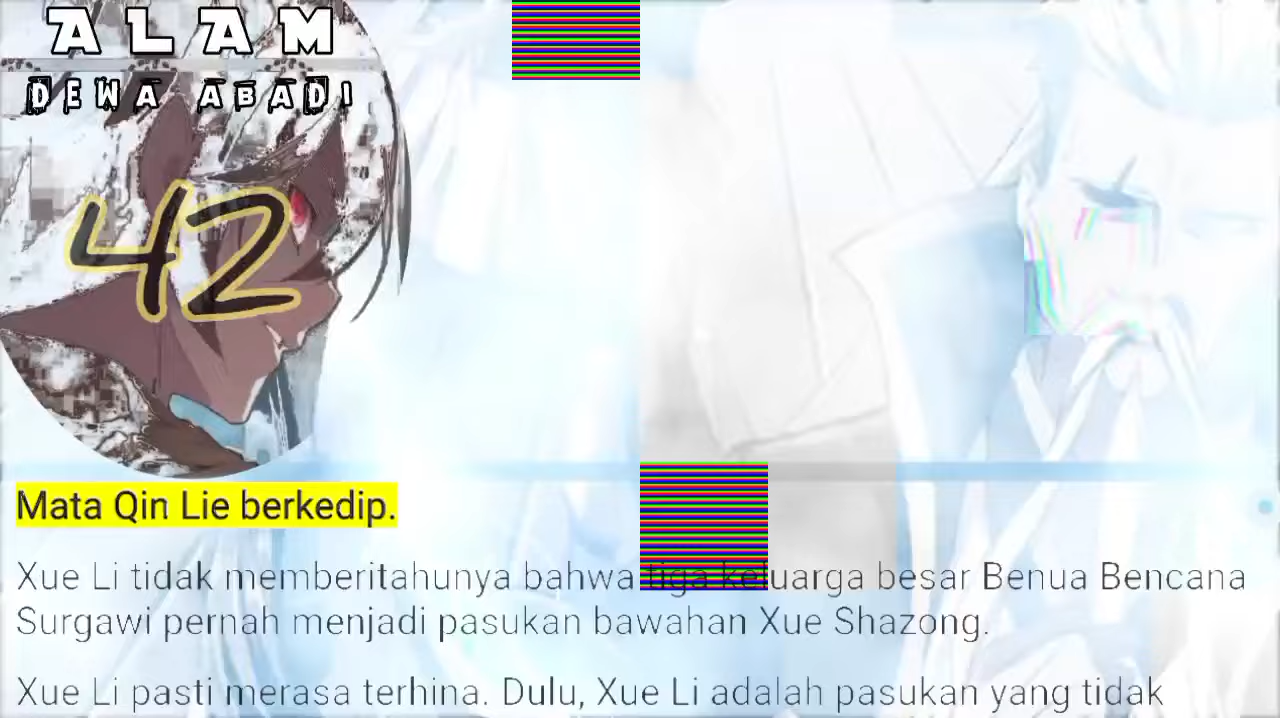 ALAM
DEWA ABADI
42
Mata Qin Lie berkedip.
Xue Li tidak memberitahunya bahwa tiga keluarga besar Benua Bencana
Surgawi pernah menjadi pasukan bawahan Xue Shazong.
Xue Li pasti merasa terhina. Dulu, Xue Li adalah pasukan yang tidak